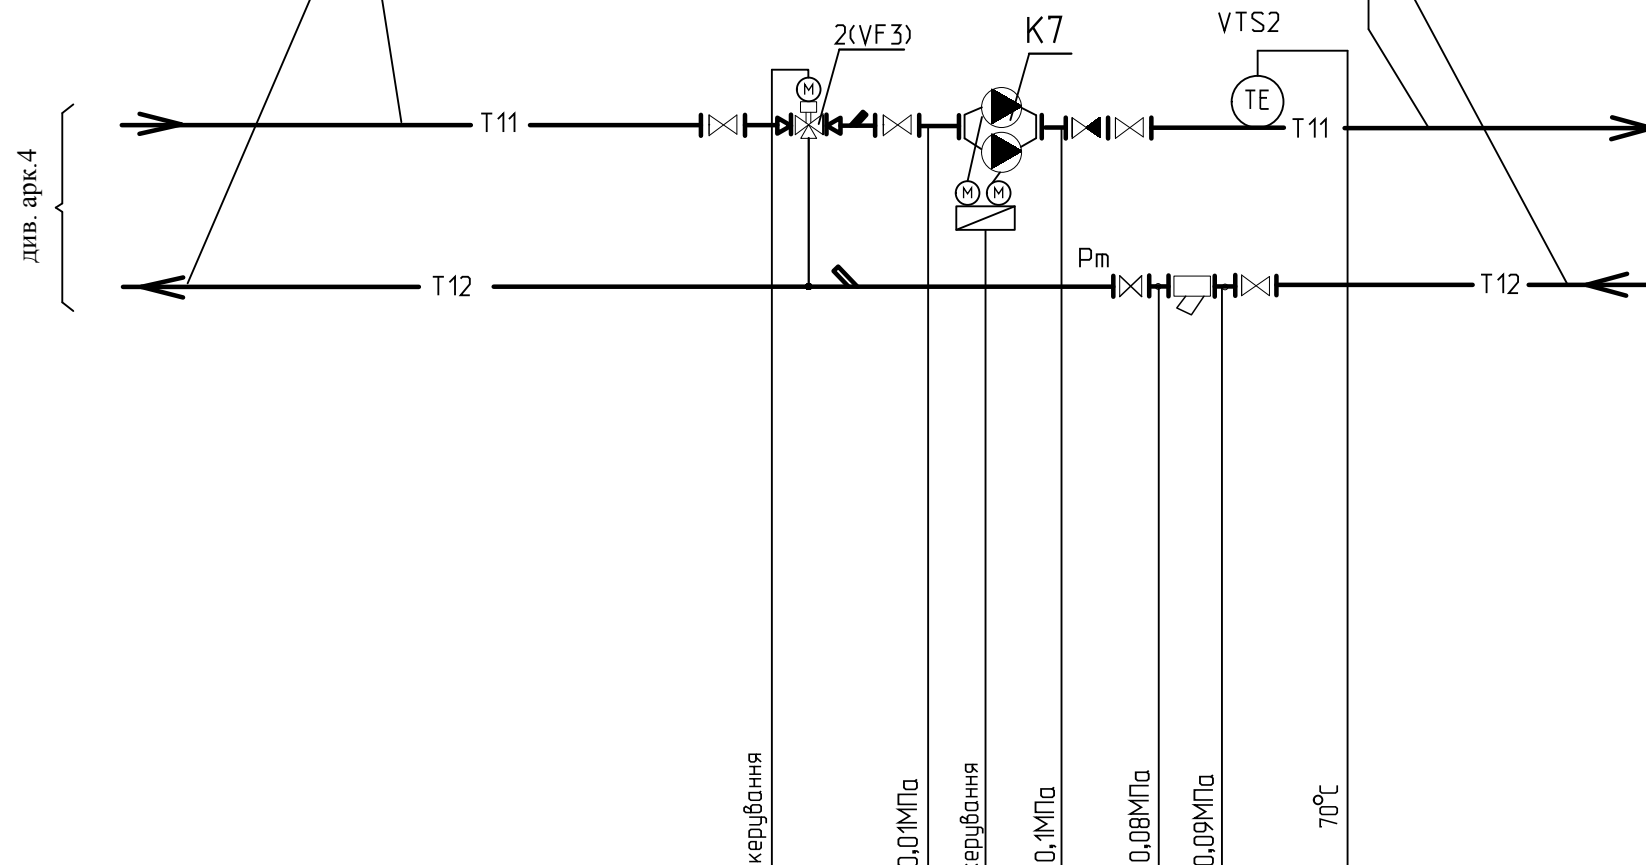 VTS2
K7
2(VF3)
M
TE
T11
T11
див. арк.4
M
M
Pm
T12
T12
керування
0,01МПа
керування
0,1МПа
0,08МПа
0,09МПа
70°C